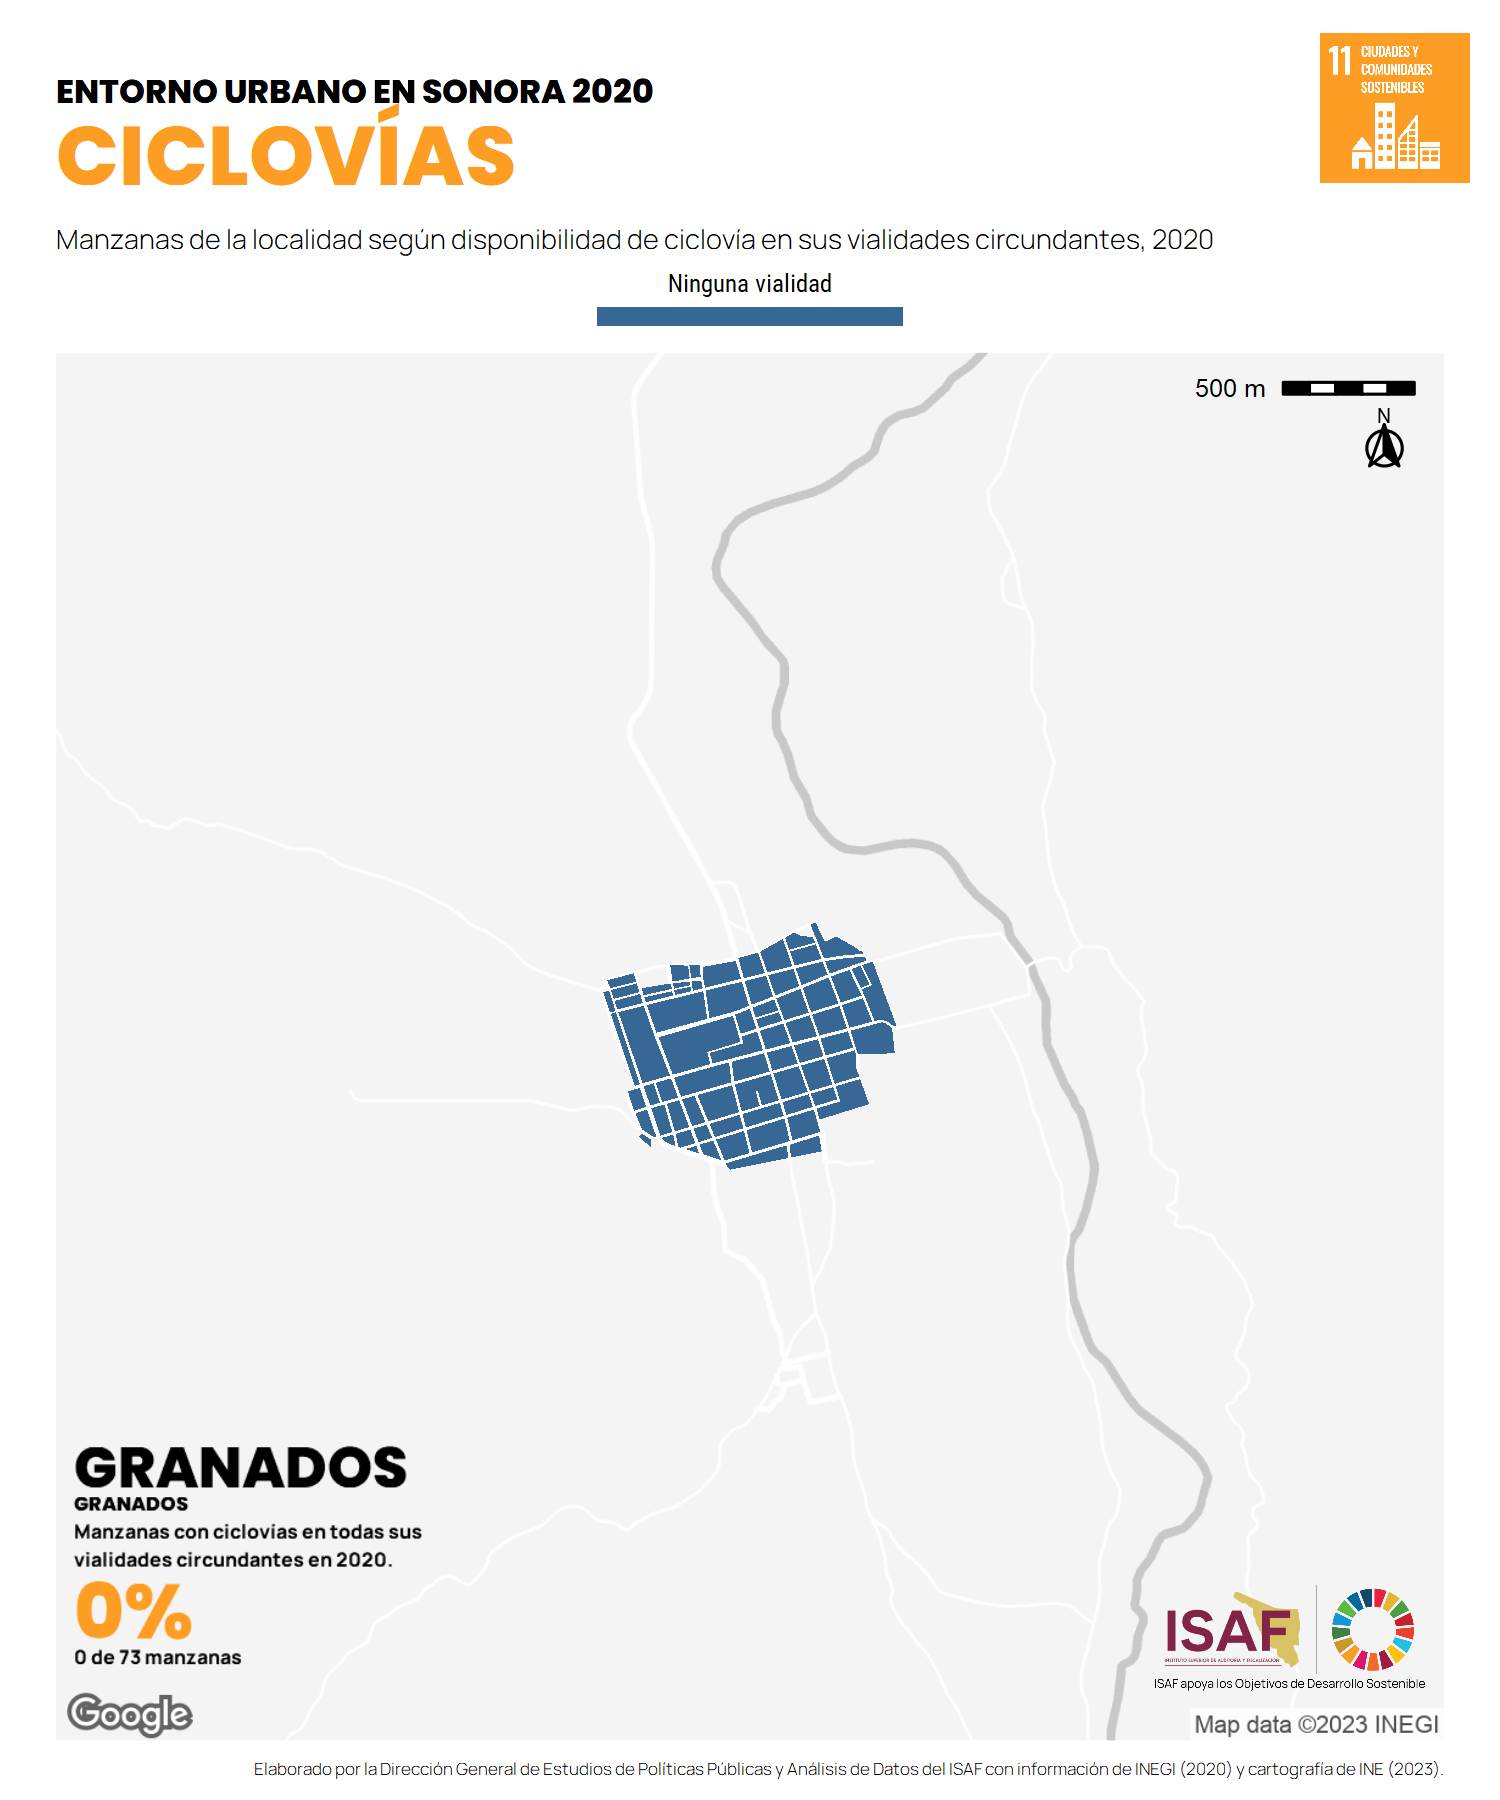 11 CIUDADES Y
COMUNIDADES
SOSTENIBLES
ENTORNO URBANO EN SONORA 2020
CICLOVÍAS
Manzanas de la localidad según disponibilidad de ciclovía en sus vialidades circundantes, 2020
Ninguna vialidad
500 m
N
GRANADOS
GRANADOS
Manzanas con ciclovias en todas sus
vialidades circundantes en 2020.
0%
0 de 73 manzanas
Google
ISAF
INSTITUTO SUPERIOR DE AUDITORÍA Y FISCALIZACIÓN
ISAF apoya los Objetivos de Desarrollo Sostenible
Map data ©2023 INEGI
Elaborado por la Dirección General de Estudios de Políticas Públicas y Análisis de Datos del ISAF con información de INEGI (2020) y cartografía de INE (2023).